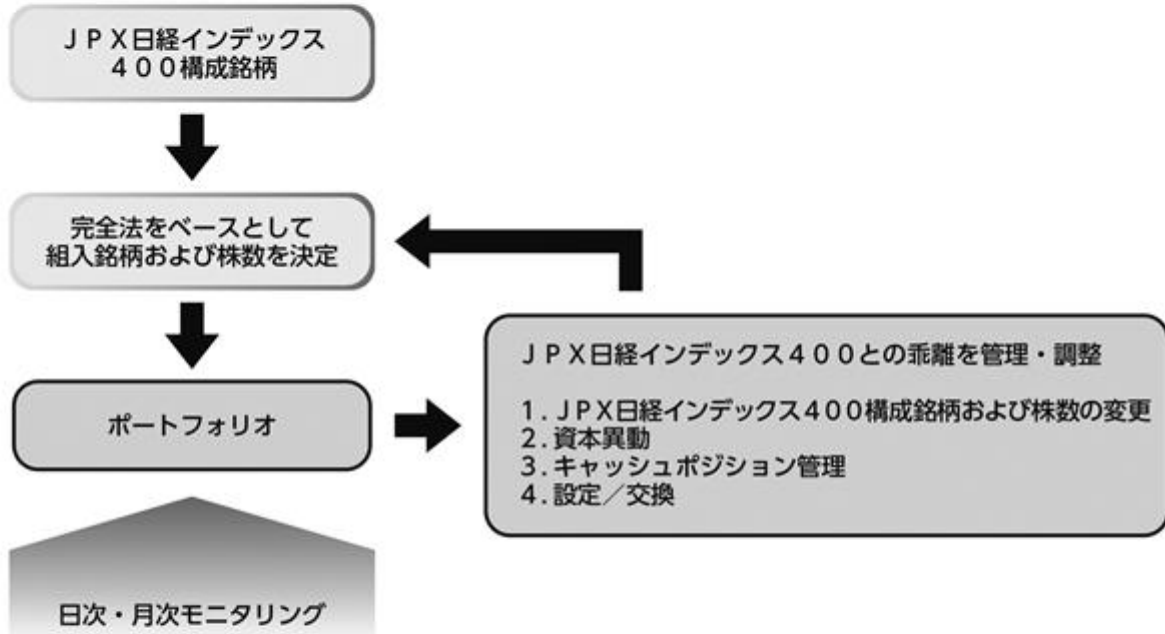 ＪＰＸ日経インデックス
４００構成銘柄
完全法をベースとして
組入銘柄および株数を決定
ポートフォリオ
ＪＰＸ日経インデックス４００との乖離を管理・調整
１．ＪＰＸ日経インデックス４００構成銘柄および株数の変更
２．資本異動
３．キャッシュポジション管理
４．設定／交換
日次・月次モニタリング